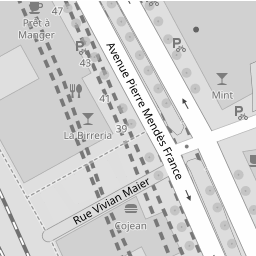 47
Prêt à
Manger
43
41
Avenue Pierre Mendès France
Mint
La Birreria
39
Rue Vivian Maier
Cojean